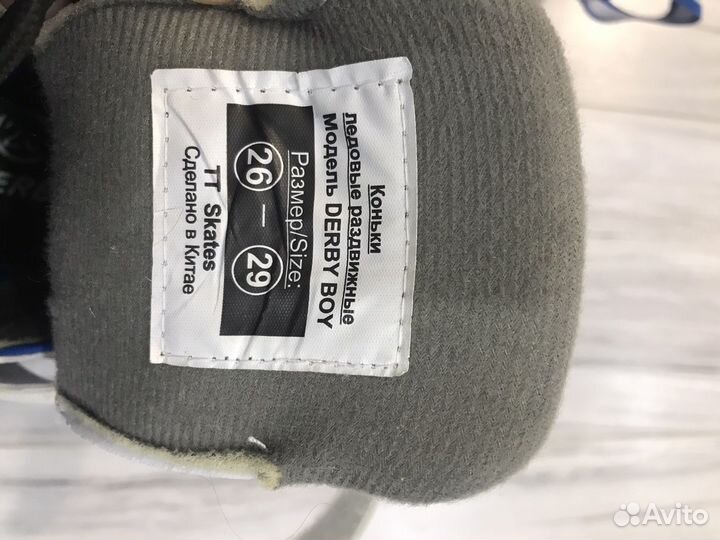 Коньки
ледовые раздвижные
Модель DERBY BOY
Размер/Size:
26 — 29
TT Skates
Сделано в Китае
Avito